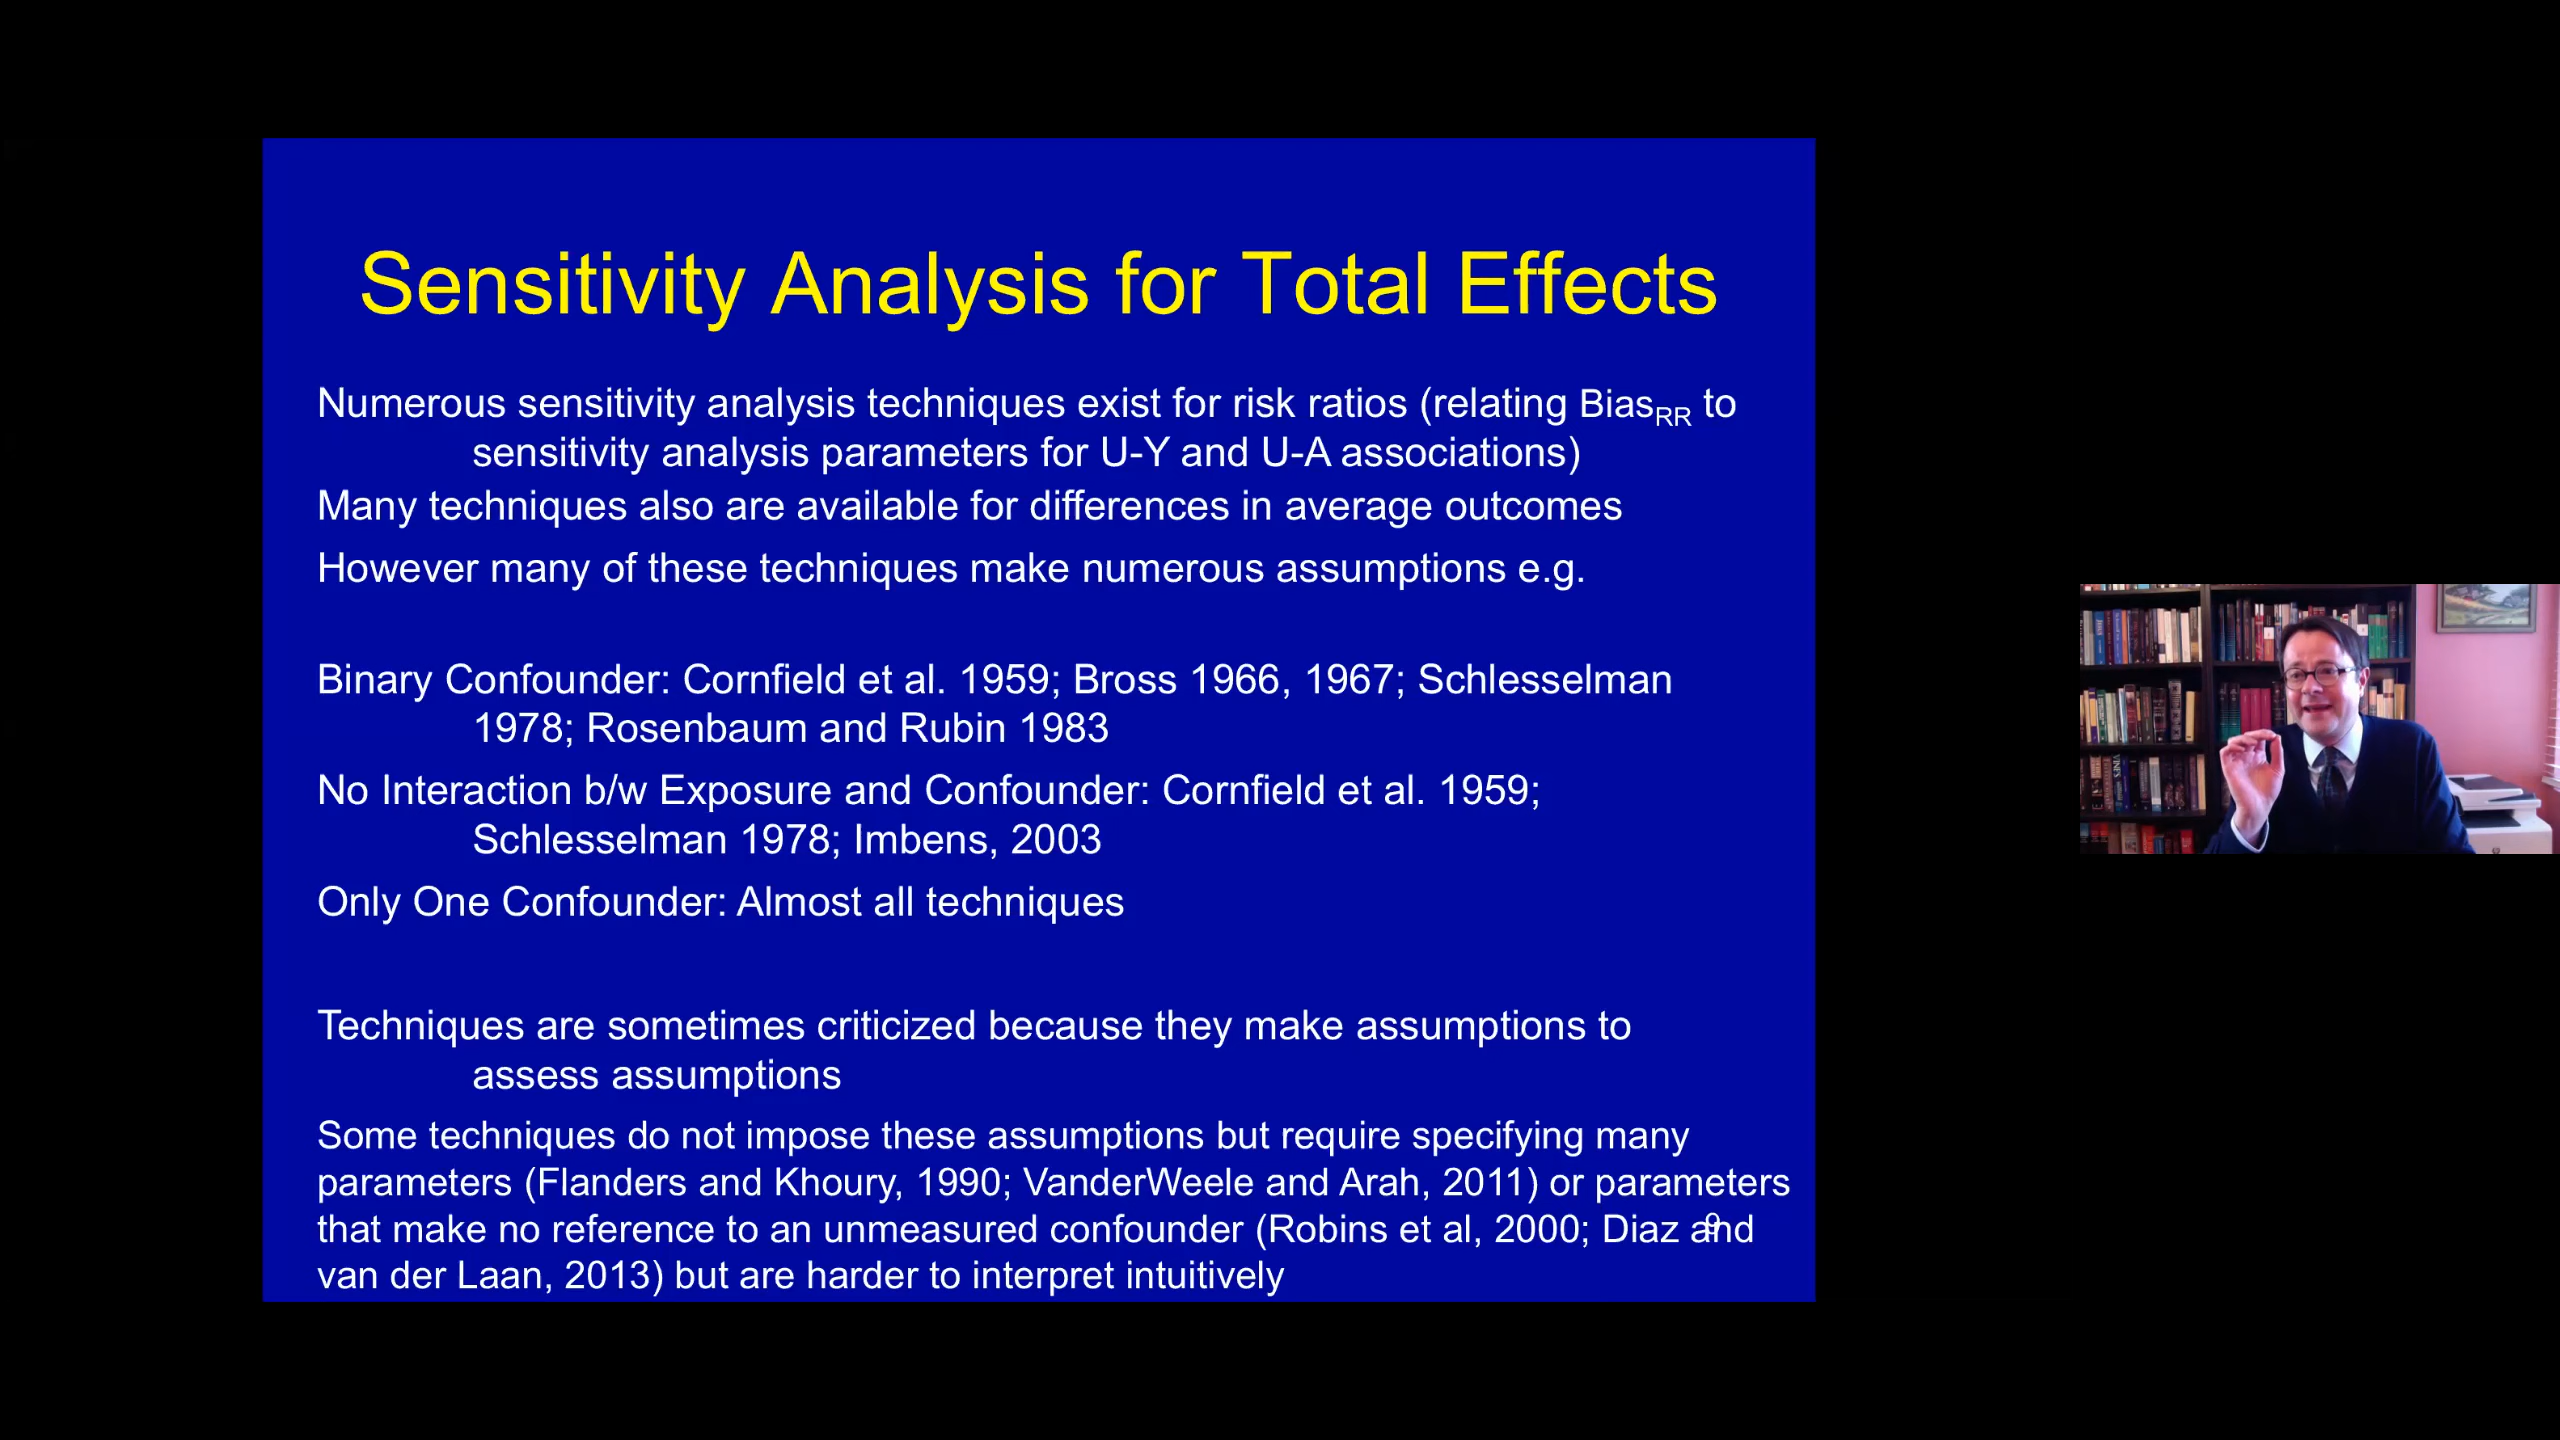 Sensitivity Analysis for Total Effects
Numerous sensitivity analysis techniques exist for risk ratios (relating BiasRR to
sensitivity analysis parameters for U-Y and U-A associations)
Many techniques also are available for differences in average outcomes
However many of these techniques make numerous assumptions e.g.
Binary Confounder: Cornfield et al. 1959; Bross 1966, 1967; Schlesselman
1978; Rosenbaum and Rubin 1983
No Interaction b/w Exposure and Confounder: Cornfield et al. 1959;
Schlesselman 1978; Imbens, 2003
Only One Confounder: Almost all techniques
Techniques are sometimes criticized because they make assumptions to
assess assumptions
Some techniques do not impose these assumptions but require specifying many
parameters (Flanders and Khoury, 1990; VanderWeele and Arah, 2011) or parameters
that make no reference to an unmeasured confounder (Robins et al, 2000; Diaz and
van der Laan, 2013) but are harder to interpret intuitively
9